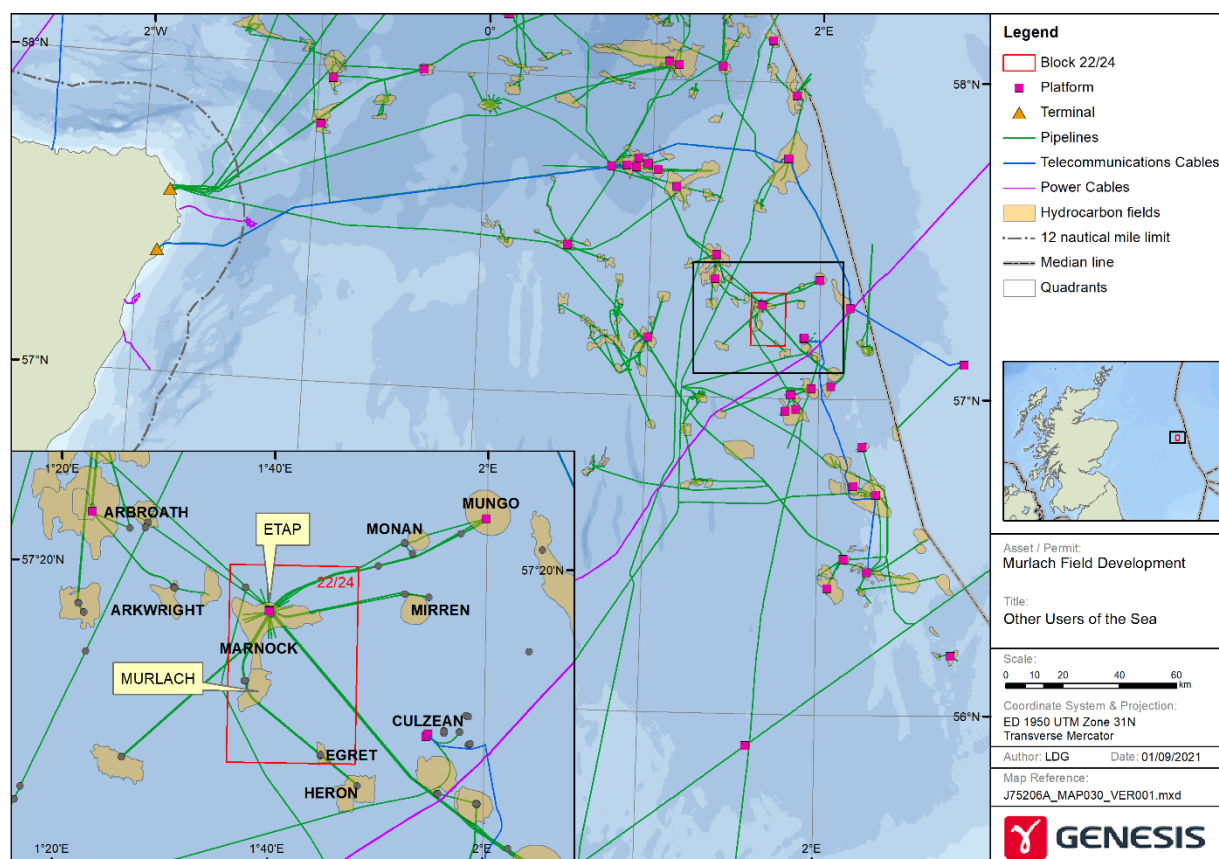 2°W
0°
2°E
58°N
58°N
57°N
57°N
56°N
2°W
0°
2°E
1°20'E
1°40'E
2°E
57°20'N
57°20'N
ARBROATH
ETAP
MONAN
MUNGO
22/24
ARKWRIGHT
MIRREN
MARNOCK
MURLACH
CULZEAN
EGRET
HERON
1°20'E
1°40'E
2°E
Legend
Block 22/24
Platform
Terminal
Pipelines
Telecommunications Cables
Power Cables
Hydrocarbon fields
12 nautical mile limit
Median line
Quadrants
Asset / Permit:
Murlach Field Development
Title:
Other Users of the Sea
Scale:
0 10 20 40 60
km
Coordinate System & Projection:
ED 1950 UTM Zone 31N
Transverse Mercator
Author: LDG Date: 01/09/2021
Map Reference:
J75206A_MAP030_VER001.mxd
GENESIS